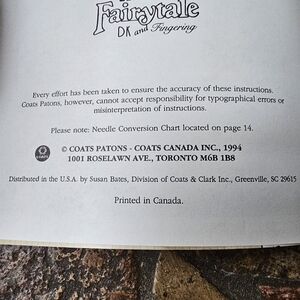 Fairytale
DK and Fingering
Every effort has been taken to ensure the accuracy of these instructions.
Coats Patons, however, cannot accept responsibility for typographical errors or
misinterpretation of instructions.
Please note: Needle Conversion Chart located on page 14.
© COATS PATONS - COATS CANADA INC., 1994
1001 ROSELAWN AVE., TORONTO M6B 1B8
Distributed in the U.S.A. by Susan Bates, Division of Coats & Clark Inc., Greenville, SC 29615
Printed in Canada.